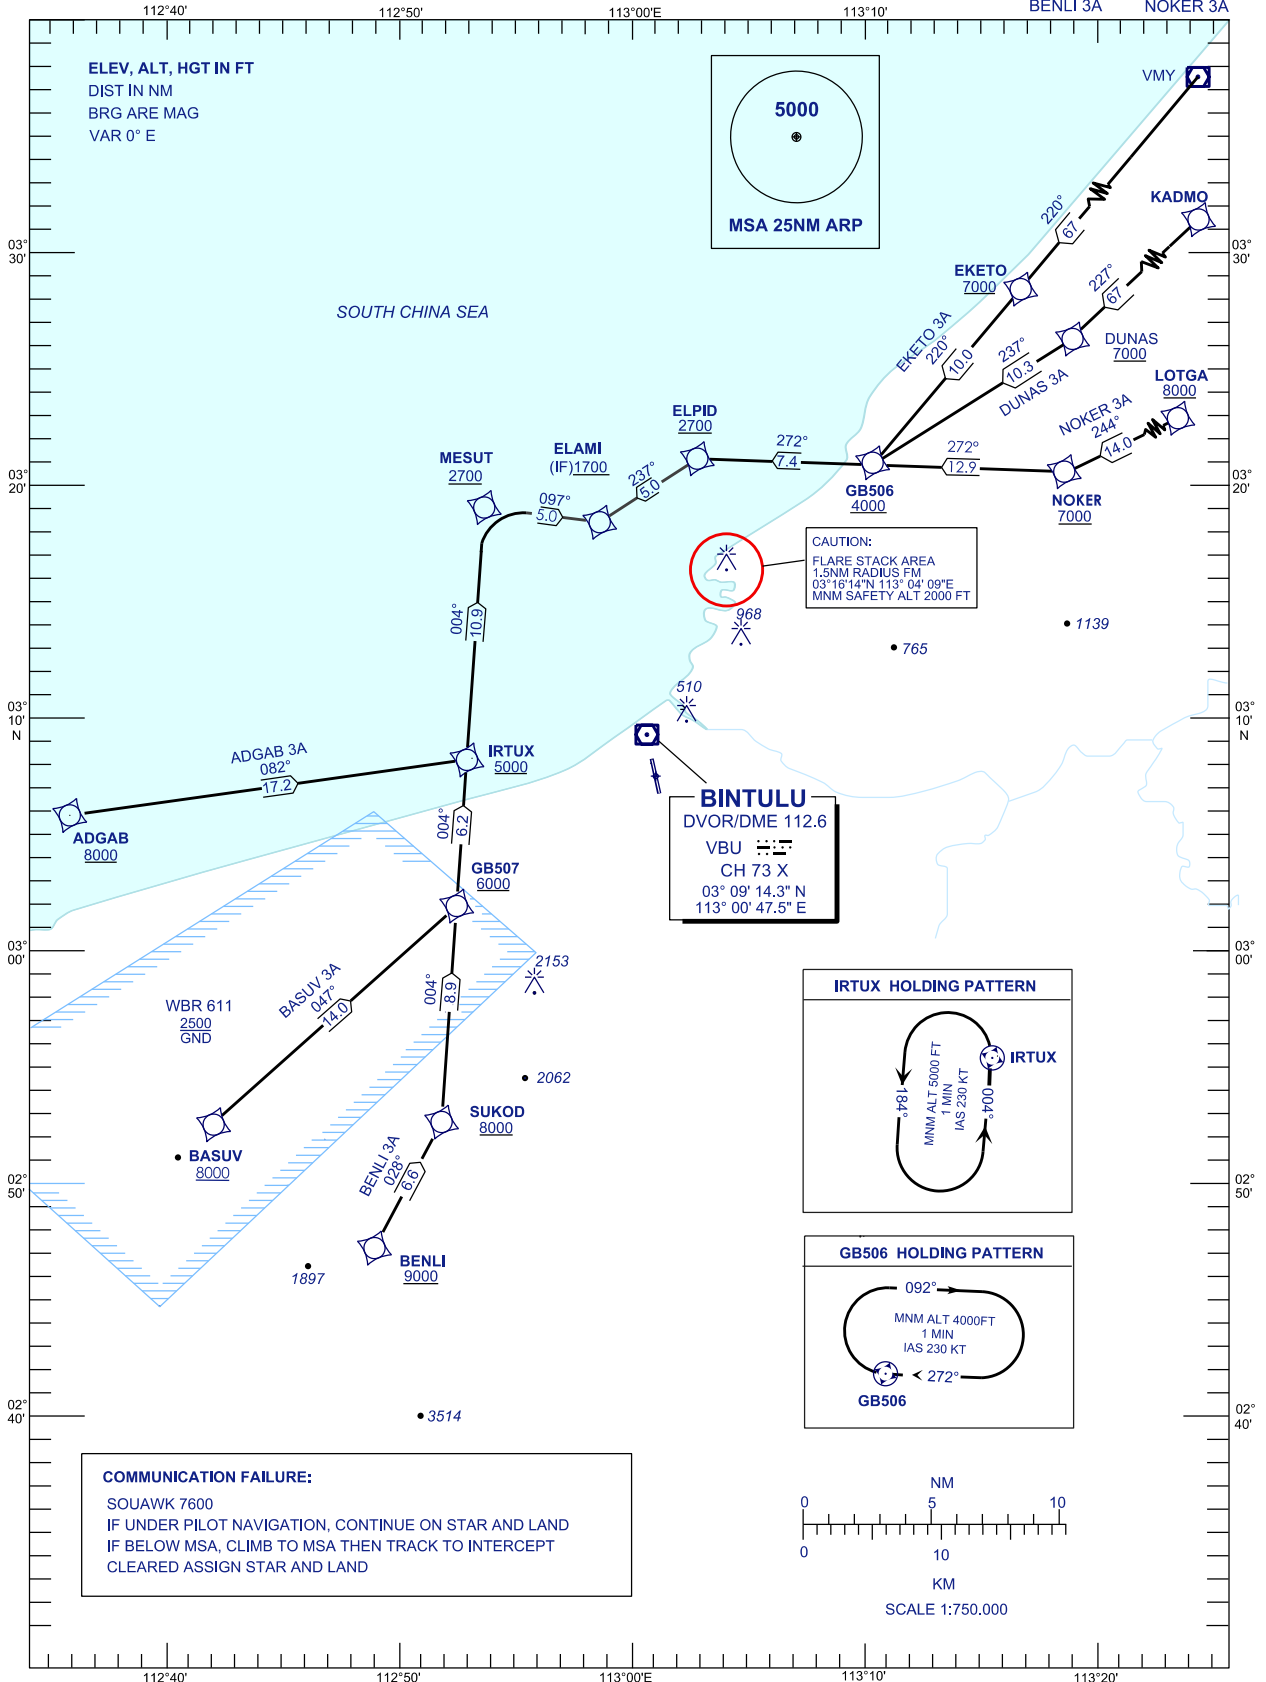 BENLI 3A NOKER 3A
112°40' 112°50' 113°00'E 113°10'
ELEV, ALT, HGT IN FT
DIST IN NM
BRG ARE MAG
VAR 0° E
5000
MSA 25NM ARP
VMY
KADMO
220°
67
03°
30'
03°
30'
EKETO
7000
227°
67
SOUTH CHINA SEA
EKETO 3A
220°
10.0
237°
10.3
DUNAS 3A
DUNAS
7000
LOTGA
8000
NOKER 3A
244°
14.0
ELPID
2700
272°
7.4
272°
12.9
MESUT
2700
ELAMI
(IF)1700
237°
5.0
097°
5.0
03°
20'
03°
20'
GB506
4000
NOKER
7000
CAUTION:
FLARE STACK AREA
1.5NM RADIUS FM
03°16'14"N 113° 04' 09"E
MNM SAFETY ALT 2000 FT
004°
10.9
968
1139
765
510
03°
10'
N
03°
10'
N
ADGAB 3A
082°
17.2
IRTUX
5000
BINTULU
DVOR/DME 112.6
VBU
CH 73 X
03° 09' 14.3" N
113° 00' 47.5" E
ADGAB
8000
004°
6.2
GB507
6000
03°
00'
03°
00'
2153
BASUV 3A
047°
14.0
004°
8.9
WBR 611
2500
GND
IRTUX HOLDING PATTERN
IRTUX
184°
MNM ALT 5000 FT
1 MIN
IAS 230 KT
004°
2062
SUKOD
8000
BASUV
8000
BENLI 3A
028°
6.6
02°
50'
02°
50'
BENLI
9000
1897
GB506 HOLDING PATTERN
092°
MNM ALT 4000FT
1 MIN
IAS 230 KT
272°
GB506
02°
40'
02°
40'
3514
COMMUNICATION FAILURE:
SOUAWK 7600
IF UNDER PILOT NAVIGATION, CONTINUE ON STAR AND LAND
IF BELOW MSA, CLIMB TO MSA THEN TRACK TO INTERCEPT
CLEARED ASSIGN STAR AND LAND
NM
0 5 10
0 10
KM
SCALE 1:750.000
112°40' 112°50' 113°00'E 113°10' 113°20'